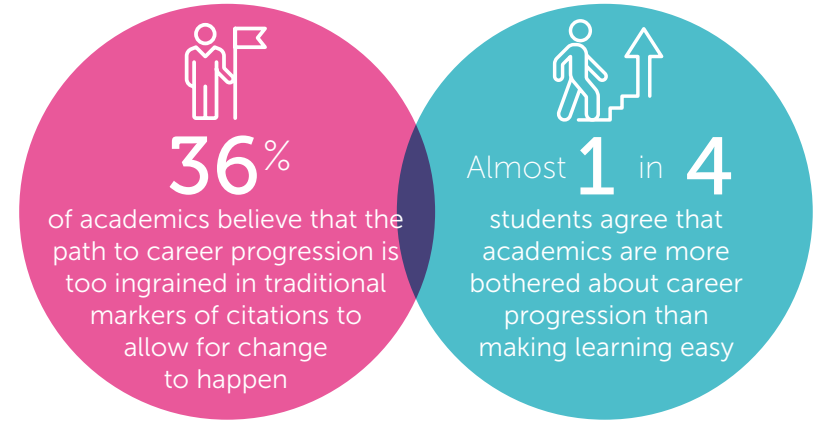 36%
of academics believe that the
path to career progression is
too ingrained in traditional
markers of citations to
allow for change
to happen
Almost 1 in 4
students agree that
academics are more
bothered about career
progression than
making learning easy